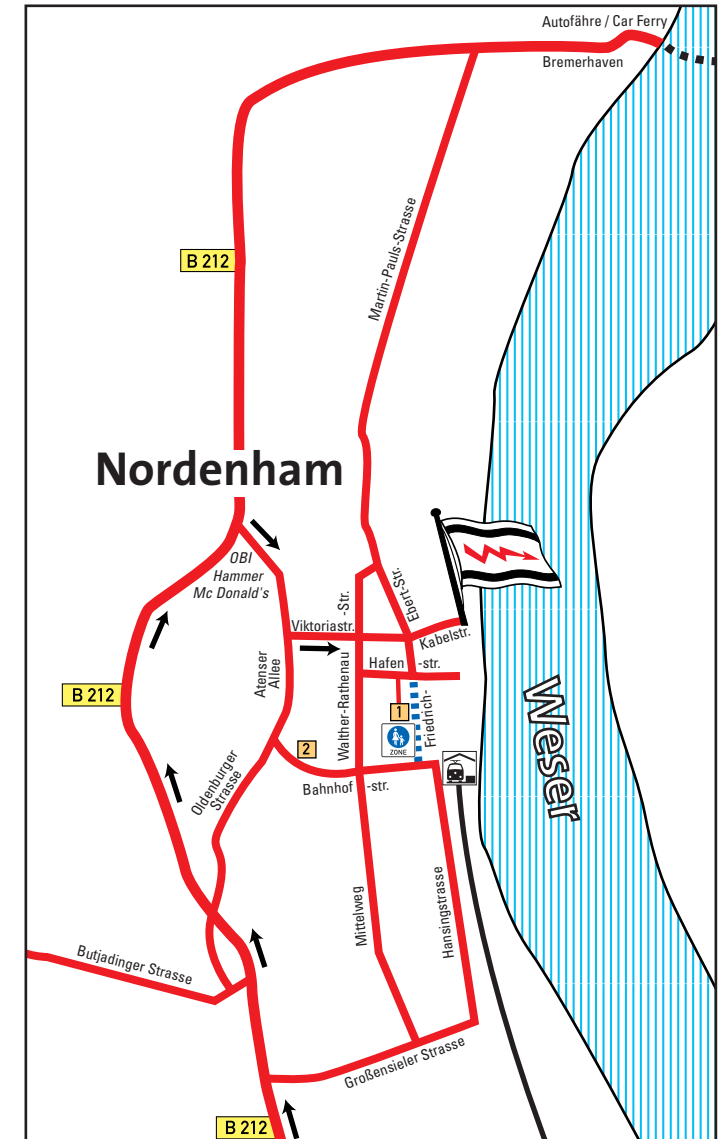 Autofähre / Car Ferry
Bremerhaven
Martin-Pauls-Strasse
B 212
Nordenham
OBI
Hammer
Mc Donald's
-Str.
Ebert-Str.
Viktoriastr.
Kabelstr.
Hafen -str.
Atenser
Allee
Walther-Rathenau
Friedrich-
B 212
1
ZONE
2
Weser
Oldenburger
Strasse
Bahnhof -str.
Mittelweg
Hansingstrasse
Butjadinger Strasse
Großensieler Strasse
B 212